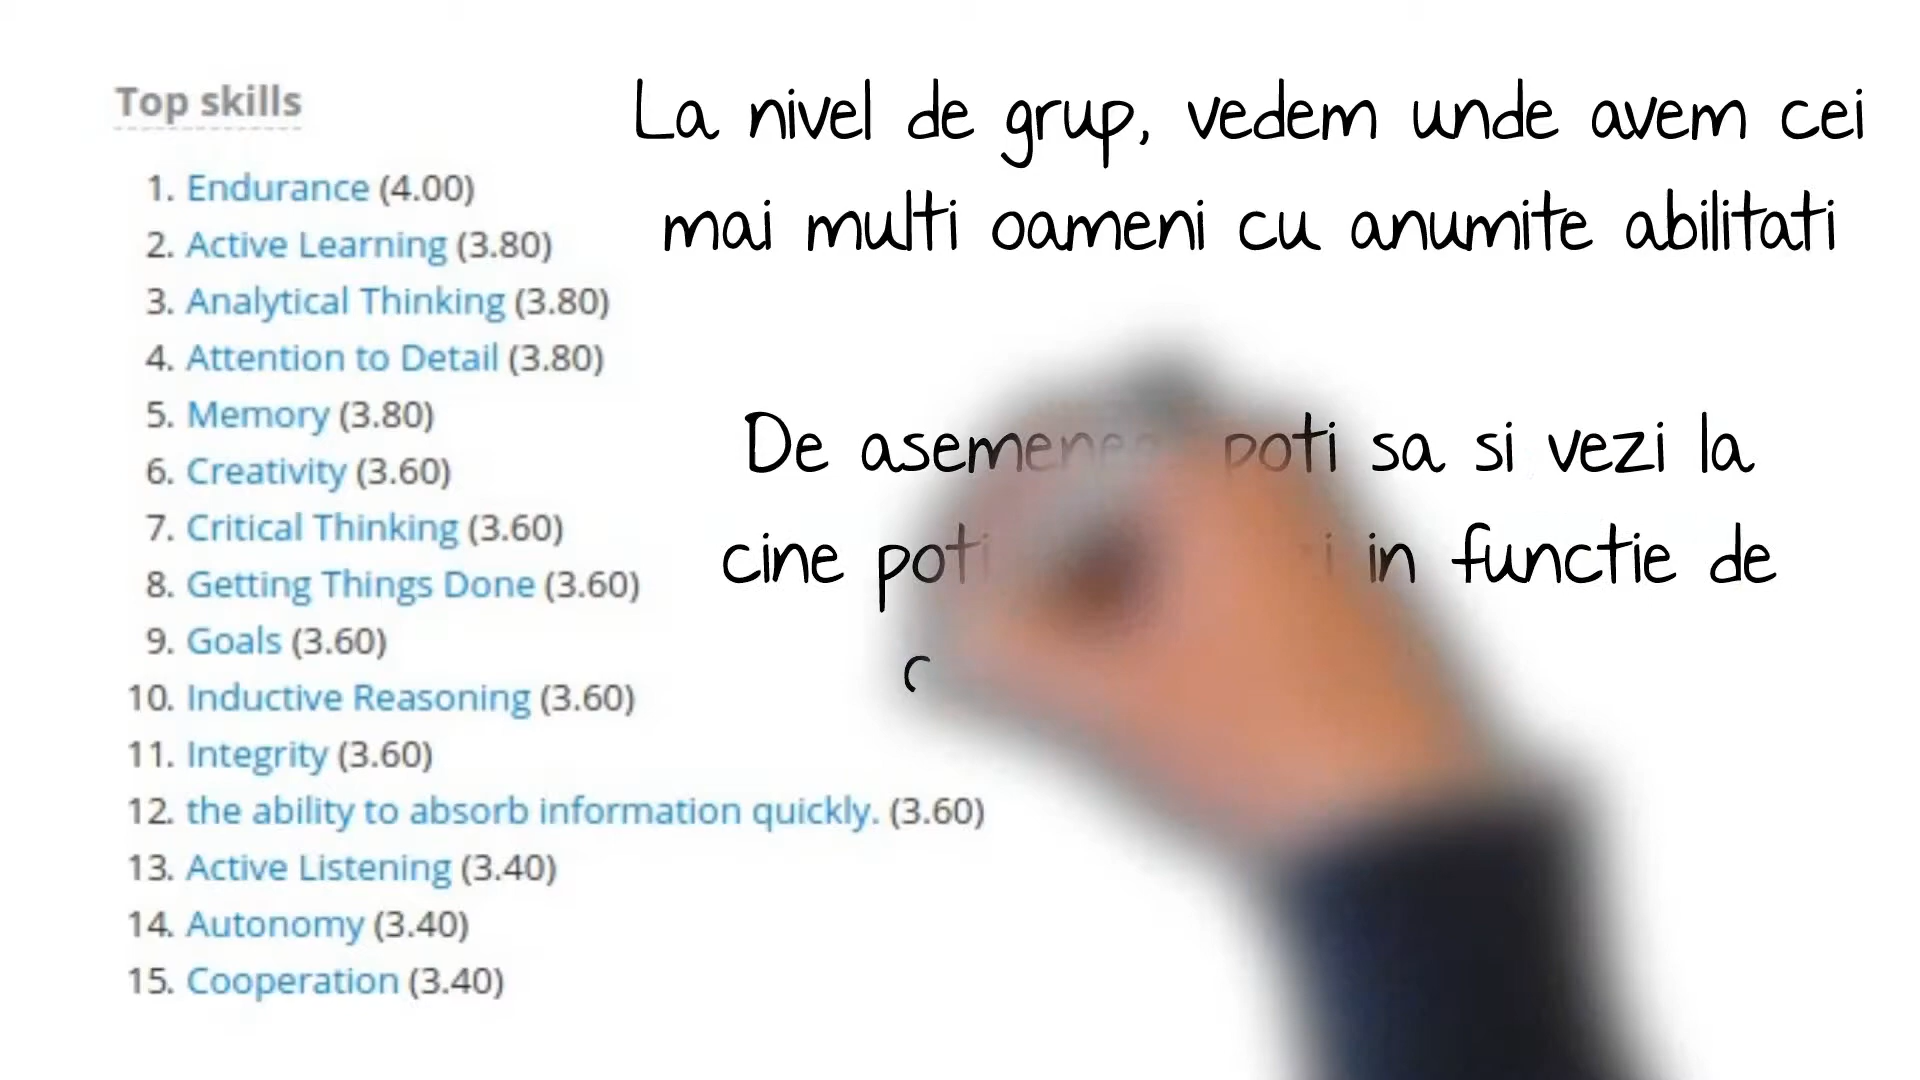 Top skills
1. Endurance (4.00)
2. Active Learning (3.80)
3. Analytical Thinking (3.80)
4. Attention to Detail (3.80)
5. Memory (3.80)
6. Creativity (3.60)
7. Critical Thinking (3.60)
8. Getting Things Done (3.60)
9. Goals (3.60)
10. Inductive Reasoning (3.60)
11. Integrity (3.60)
12. the ability to absorb information quickly. (3.60)
13. Active Listening (3.40)
14. Autonomy (3.40)
15. Cooperation (3.40)
La nivel de grup, vedem unde avem cei
mai multi oameni cu anumite abilitati
De asemenea poti sa si vezi la
cine poti in functie de